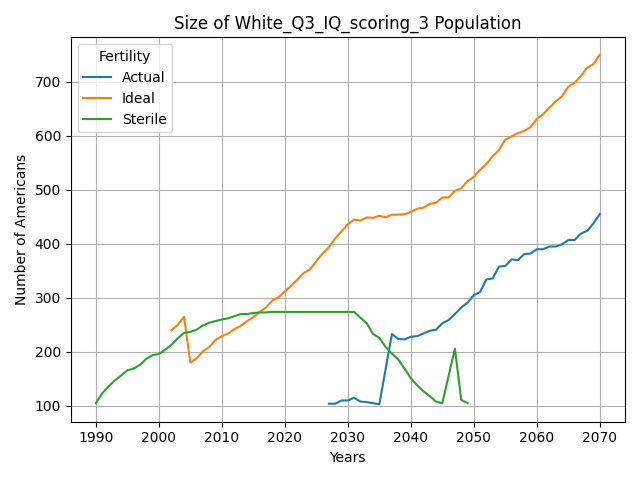 Size of White_Q3_IQ_scoring_3 Population
Fertility
Actual
Ideal
Sterile
Number of Americans
700
600
500
400
300
200
100
1990 2000 2010 2020 2030 2040 2050 2060 2070
Years